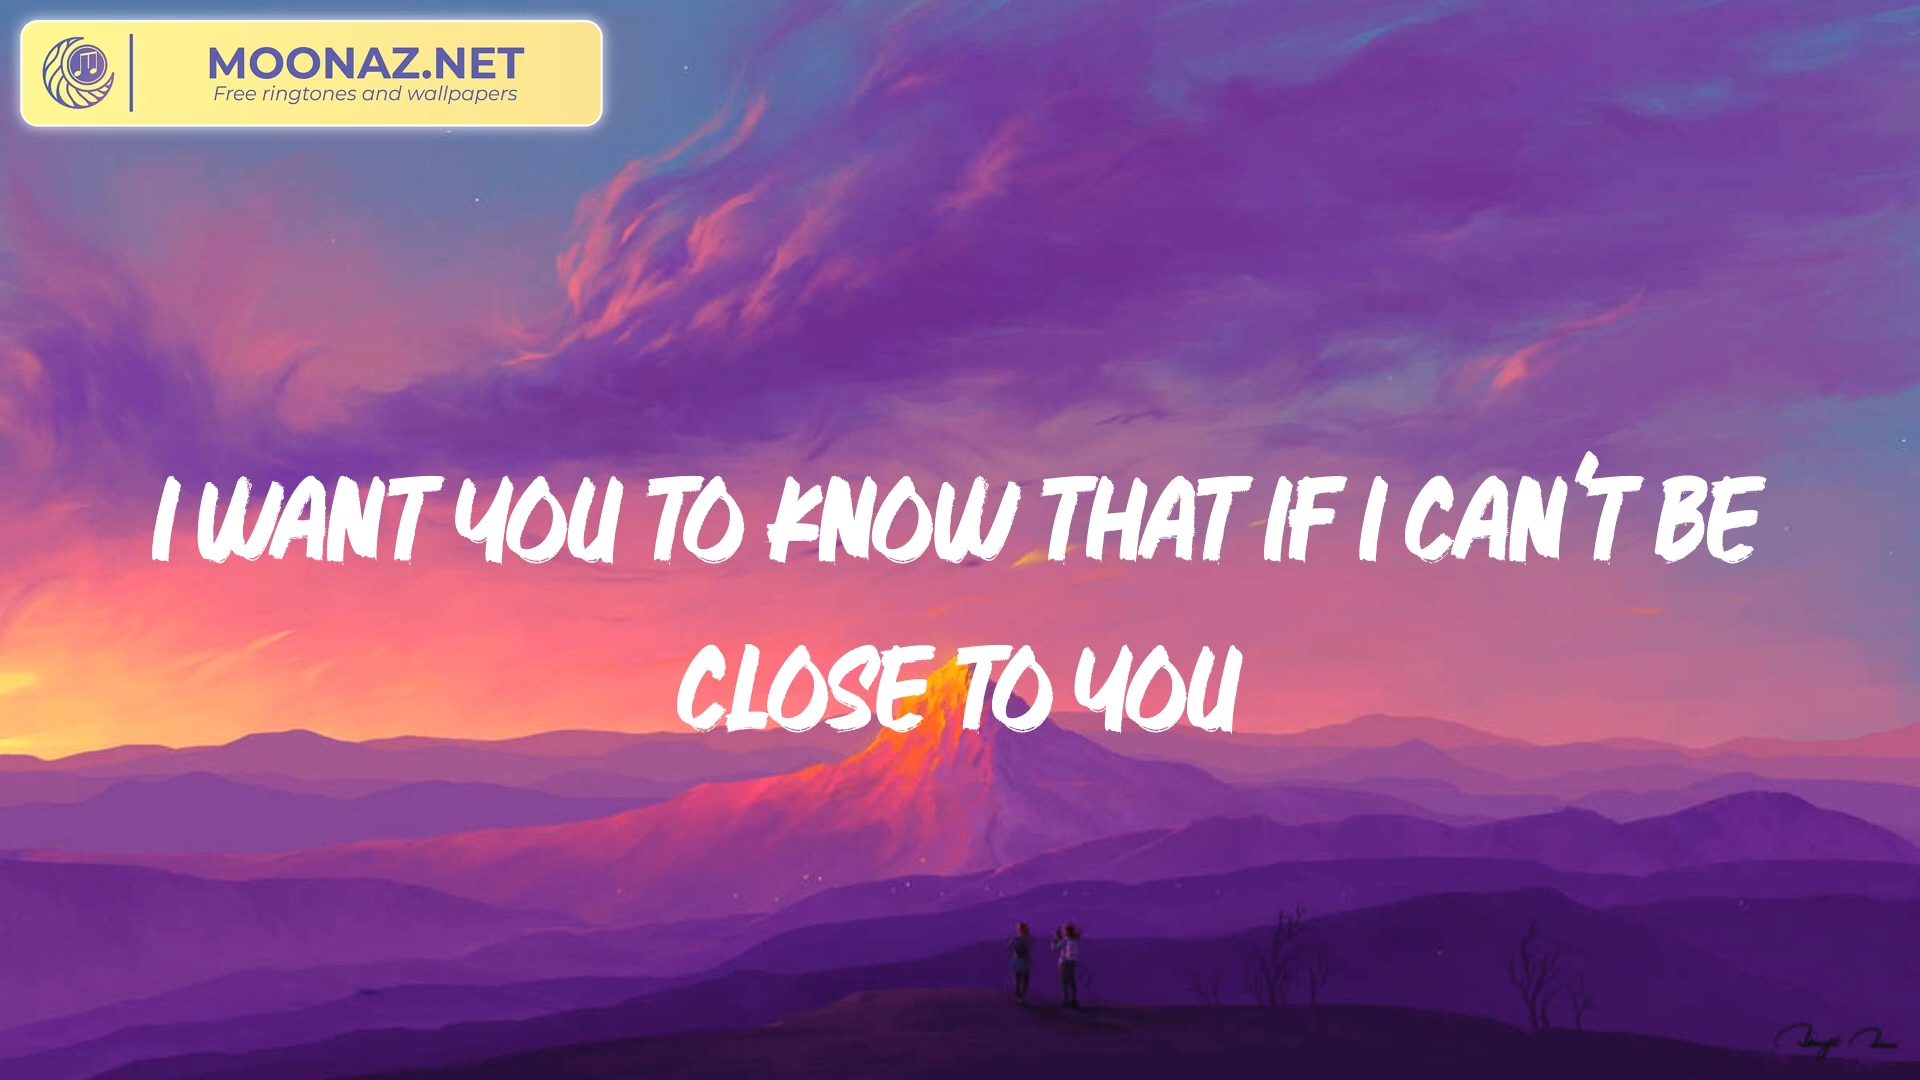 MOONAZ.NET
Free ringtones and wallpapers
I WANT YOU TO KNOW THAT IF I CAN'T BE
CLOSE TO YOU